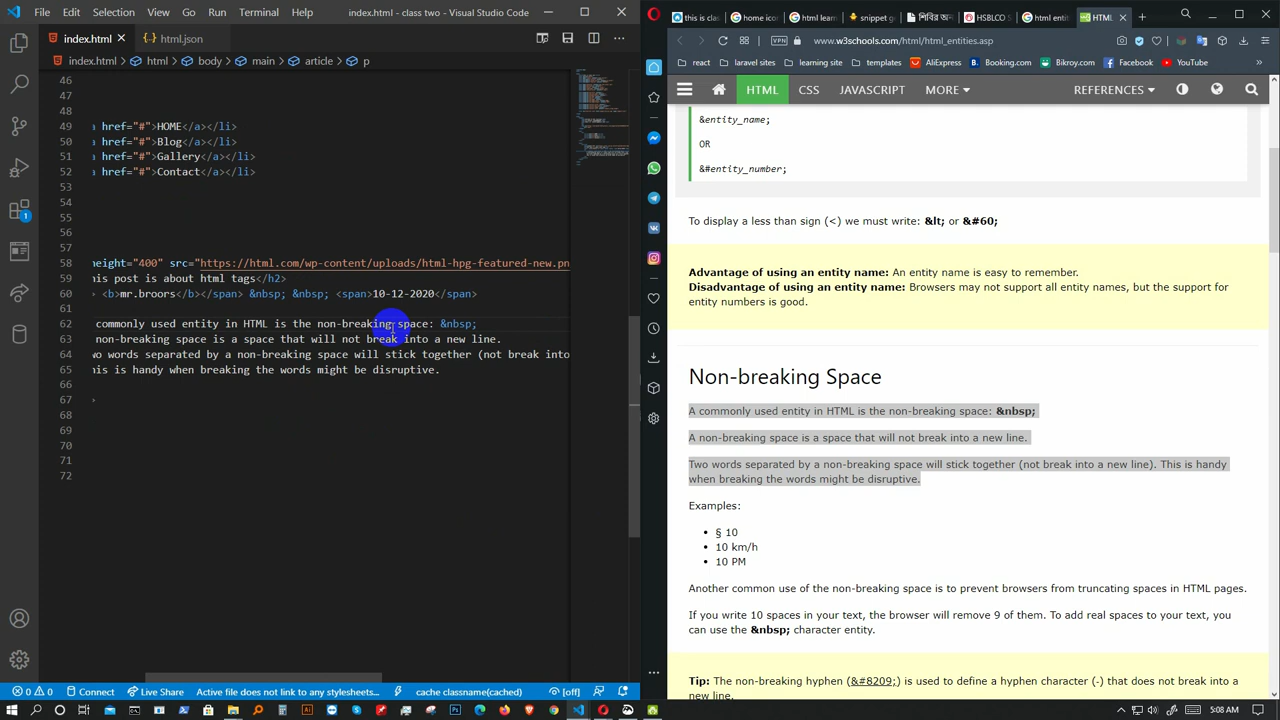 File Edit Selection View Go Run Terminal Help index.html - class two - Visual Studio Code
index.html
html.json
index.html > html > body > main > article > p
46
47
48
49 a href="#">HOME</a></li>
50 a href="#">Blog</a></li>
51 a href="#">Gallery</a></li>
52 a href="#">Contact</a></li>
53
54
55
56
57
58 height="400" src="https://html.com/wp-content/uploads/html-hpg-featured-new.pn
59 his post is about html tags</h2>
60 > <b>mr.broors</b></span> &nbsp; &nbsp; <span>10-12-2020</span>
61
62 commonly used entity in HTML is the non-breaking space: &nbsp;
63 non-breaking space is a space that will not break into a new line.
64 wo words separated by a non-breaking space will stick together (not break into
65 his is handy when breaking the words might be disruptive.
66
67 >
68
69
70
71
72
1
0 0 Connect Live Share Active file does not link to any stylesheets... cache classname(cached) [off]
this is clas
home icon
html learn
snippet ge
HSBLCO S
html entit
HTML
VPN
www.w3schools.com/html/html_entities.asp
react laravel sites learning site templates AliExpress Booking.com Bikroy.com Facebook YouTube »
HTML CSS JAVASCRIPT MORE REFERENCES
&entity_name;
OR
&#entity_number;
To display a less than sign (<) we must write: &lt; or &#60;
Advantage of using an entity name: An entity name is easy to remember.
Disadvantage of using an entity name: Browsers may not support all entity names, but the support for
entity numbers is good.
Non-breaking Space
A commonly used entity in HTML is the non-breaking space: &nbsp;
A non-breaking space is a space that will not break into a new line.
Two words separated by a non-breaking space will stick together (not break into a new line). This is handy
when breaking the words might be disruptive.
Examples:
• § 10
• 10 km/h
• 10 PM
Another common use of the non-breaking space is to prevent browsers from truncating spaces in HTML pages.
If you write 10 spaces in your text, the browser will remove 9 of them. To add real spaces to your text, you
can use the &nbsp; character entity.
Tip: The non-breaking hyphen (&#8209;) is used to define a hyphen character (‑) that does not break into a
new line.
5:08 AM